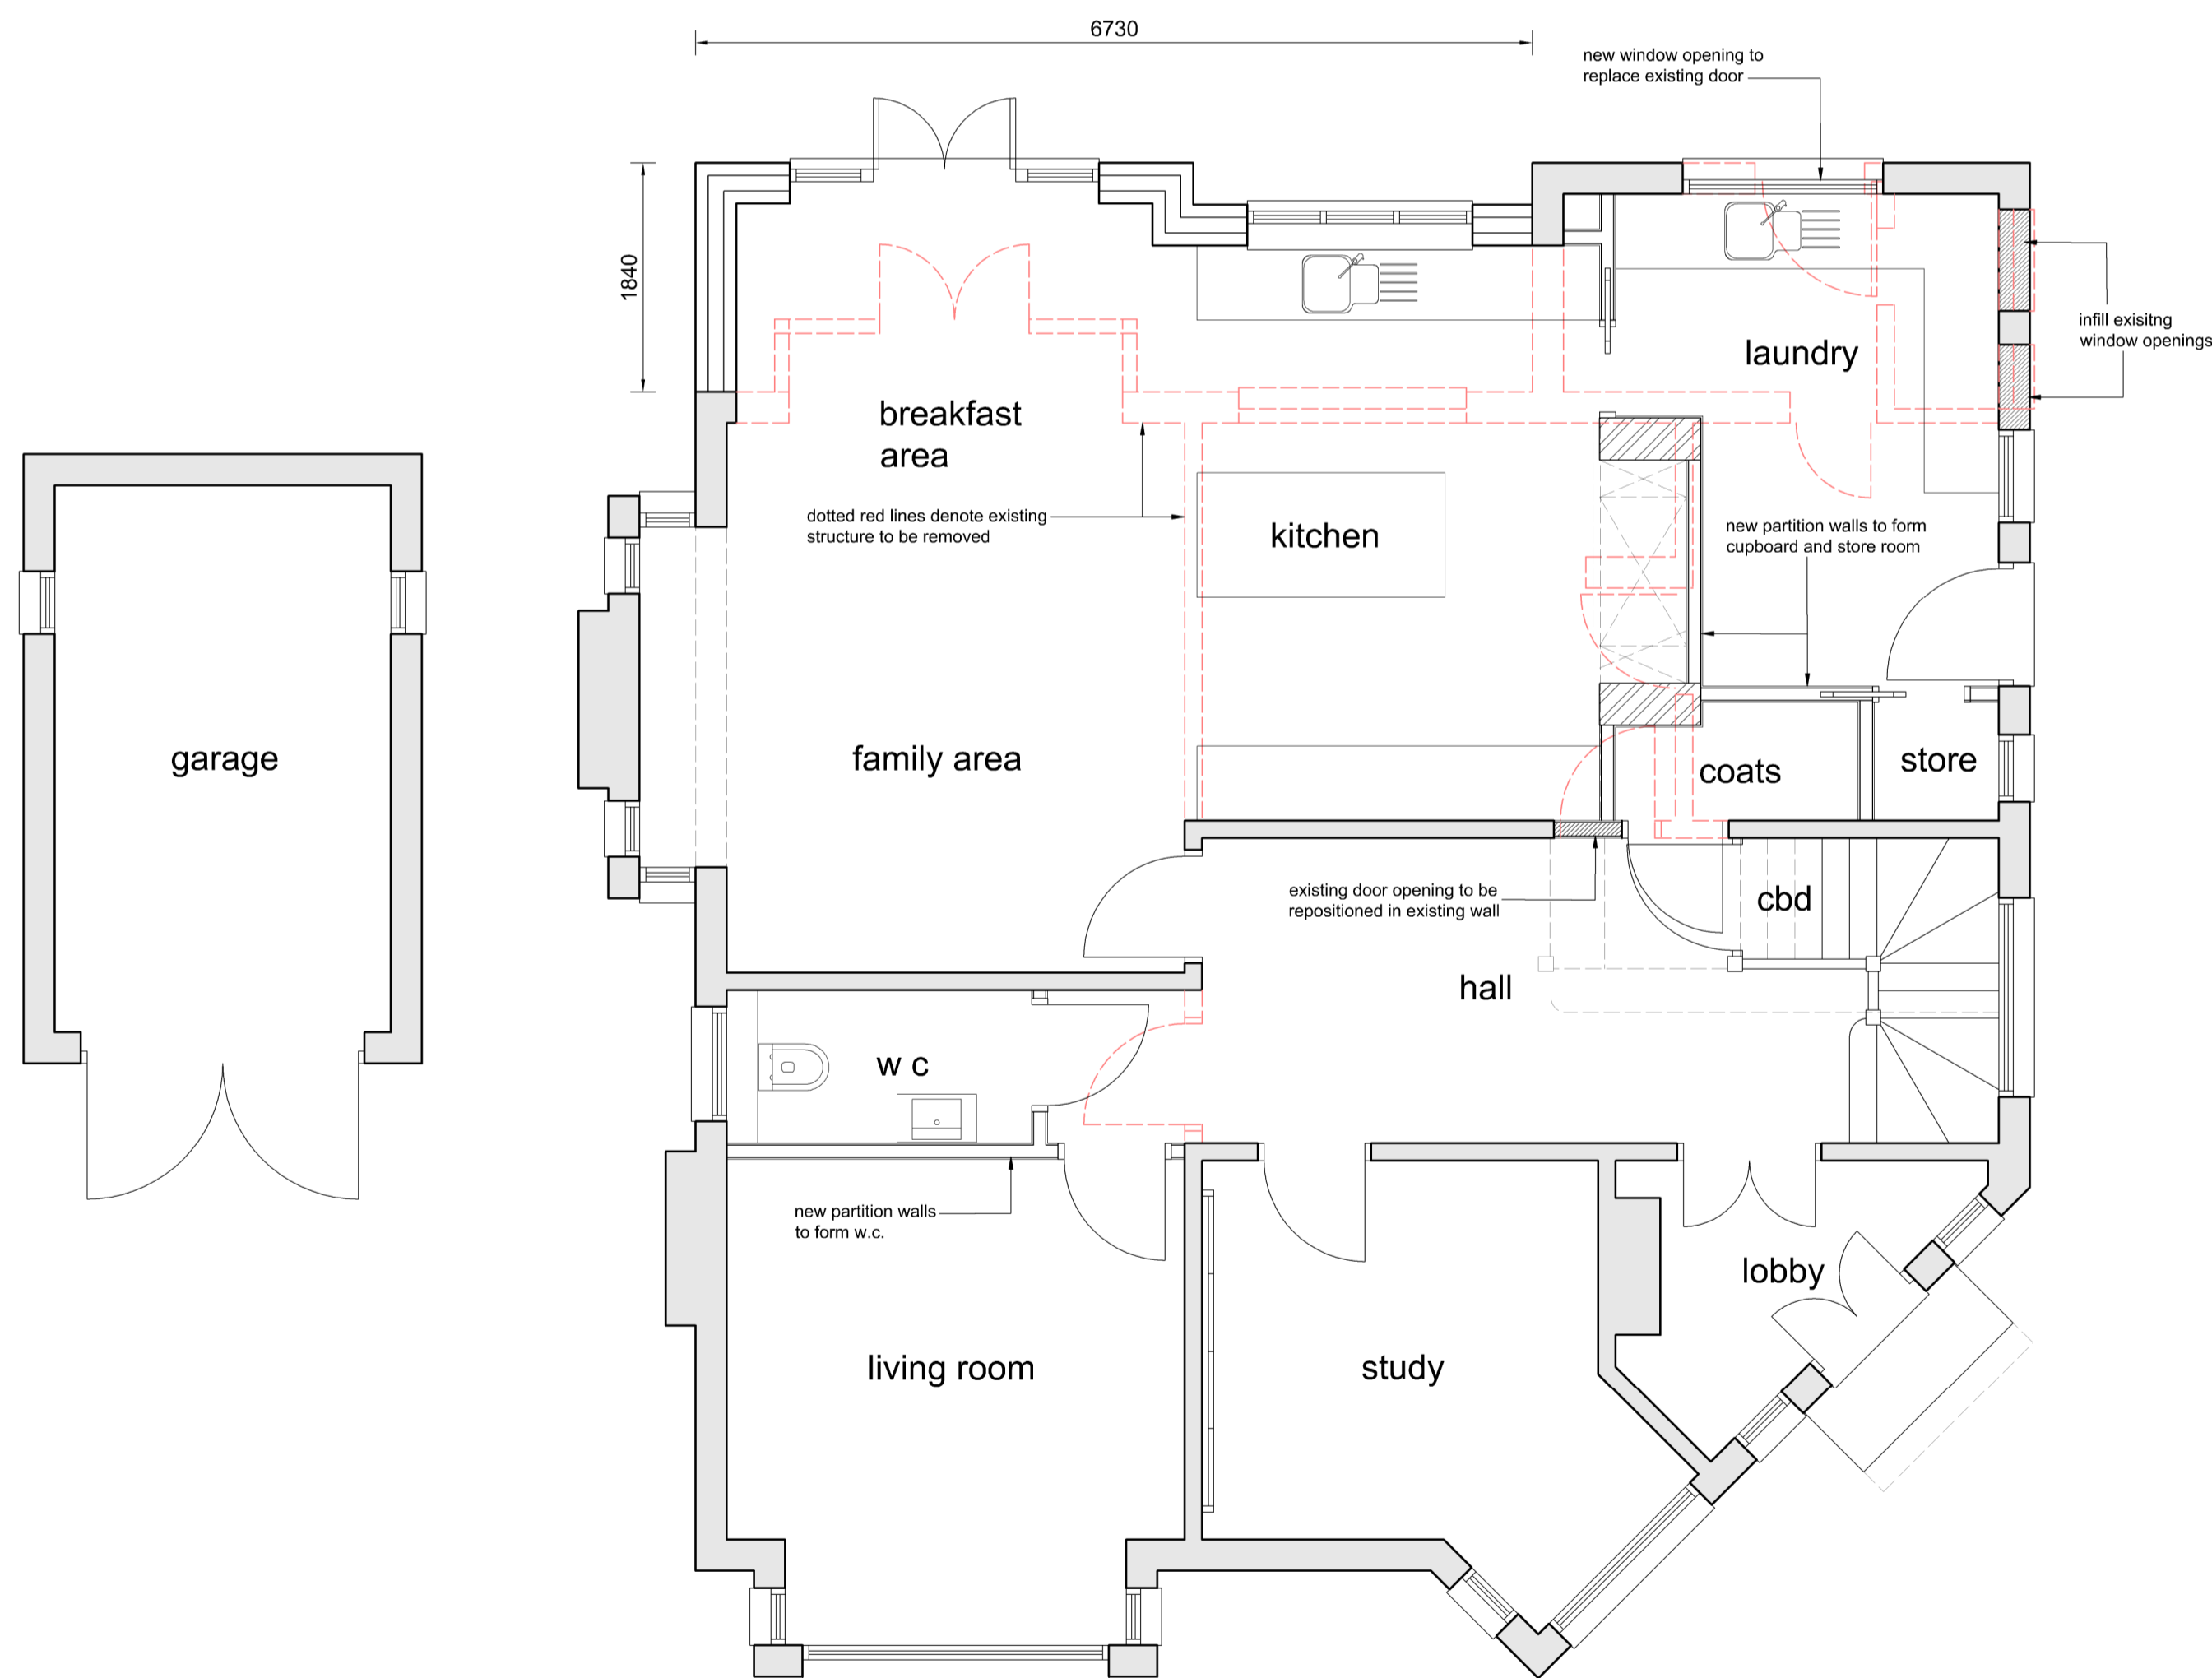 6730
new window opening to
replace existing door
1840
infill exisitng
window openings
laundry
breakfast
area
dotted red lines denote existing
structure to be removed
kitchen
new partition walls to form
cupboard and store room
garage
family area
coats
store
existing door opening to be
repositioned in existing wall
cbd
hall
w c
new partition walls
to form w.c.
lobby
living room
study